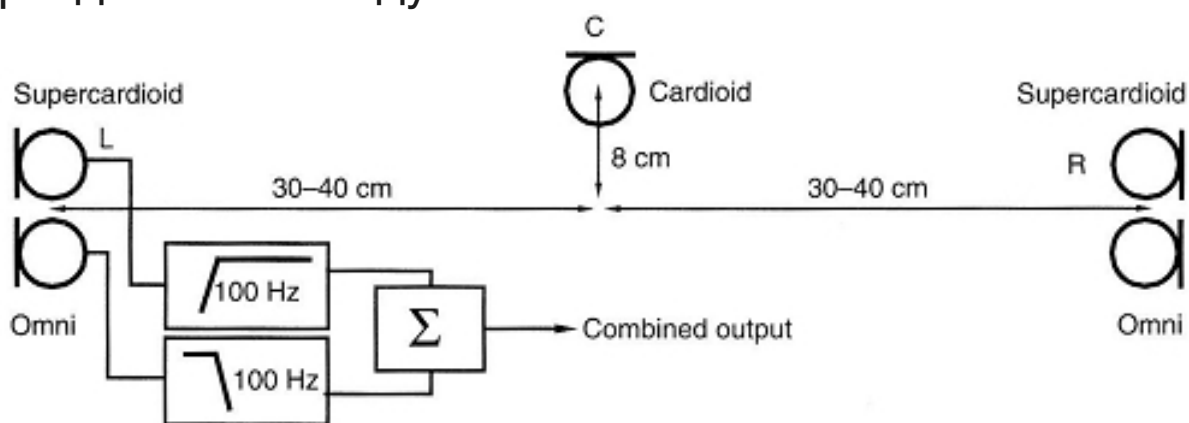 C
Supercardioid
Cardioid
Supercardioid
L
8 cm
R
30–40 cm
30–40 cm
100 Hz
Omni
Σ
Combined output
Omni
100 Hz